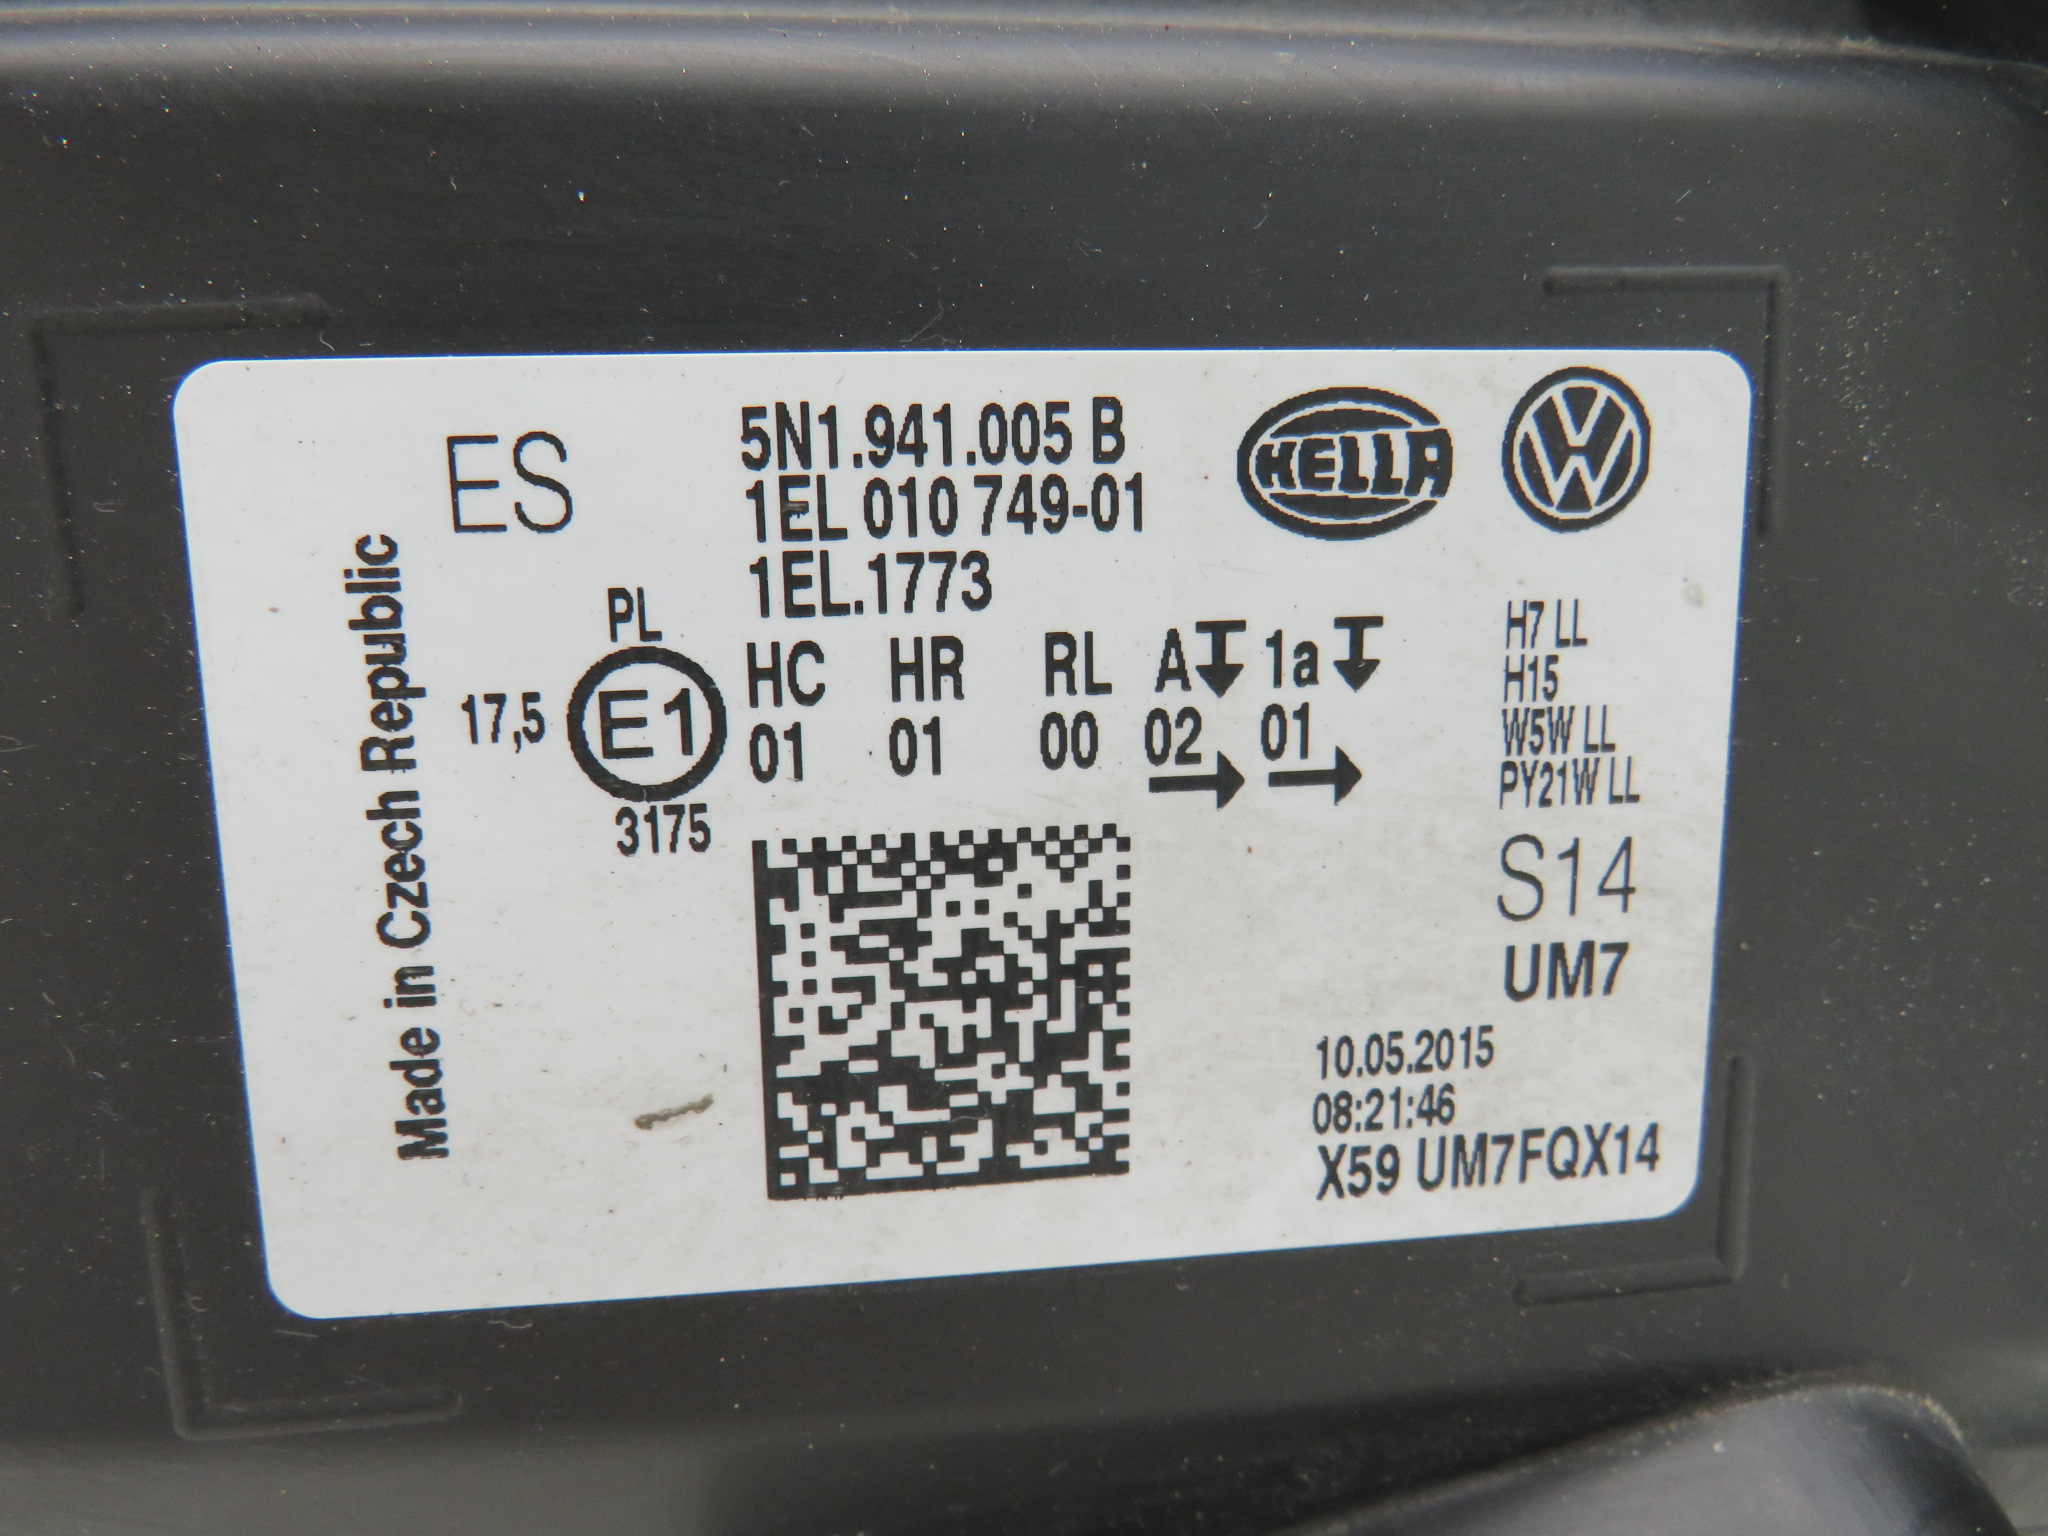 ES
5N1.941.005 B
1EL 010 749-01
1EL.1773
HELLA
PL
17,5
E1
3175
HC HR RL A 1a
01 01 00 02 01
H7 LL
H15
W5W LL
PY21W LL
S14
UM7
10.05.2015
08:21:46
X59 UM7FQX14
Made in Czech Republic